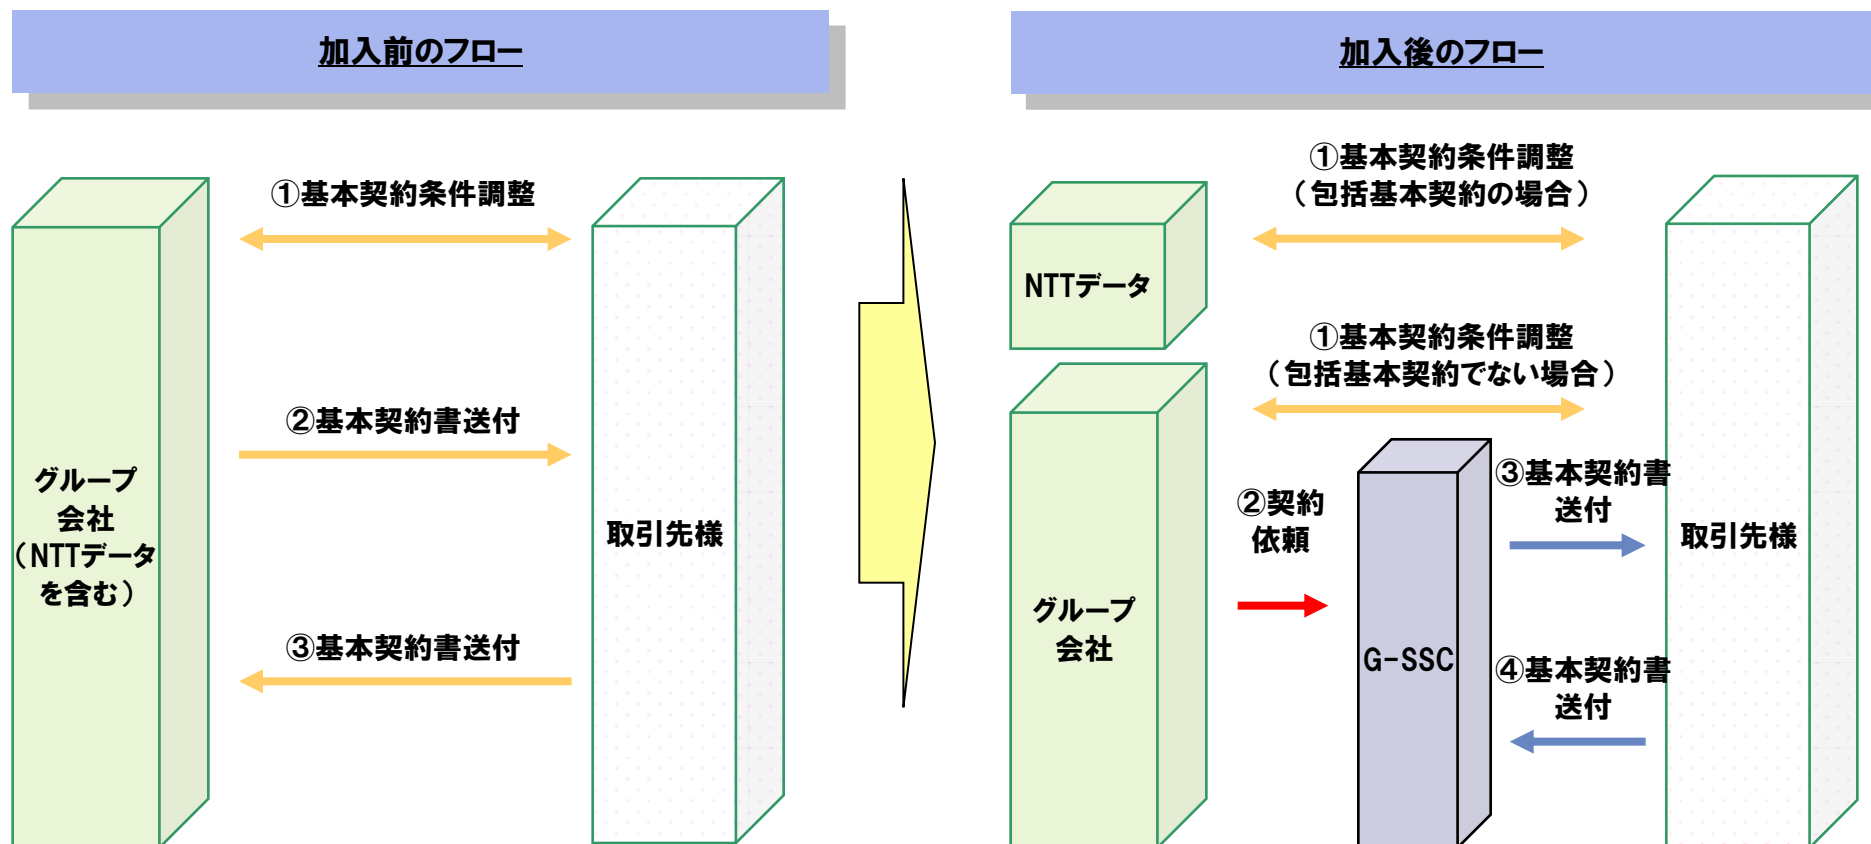 加入前のフロー
①基本契約条件調整
②基本契約書送付
③基本契約書送付
グループ
会社
（NTTデータ
を含む）
取引先様
加入後のフロー
①基本契約条件調整
（包括基本契約の場合）
NTTデータ
①基本契約条件調整
（包括基本契約でない場合）
グループ
会社
②契約
依頼
G-SSC
③基本契約書
送付
④基本契約書
送付
取引先様